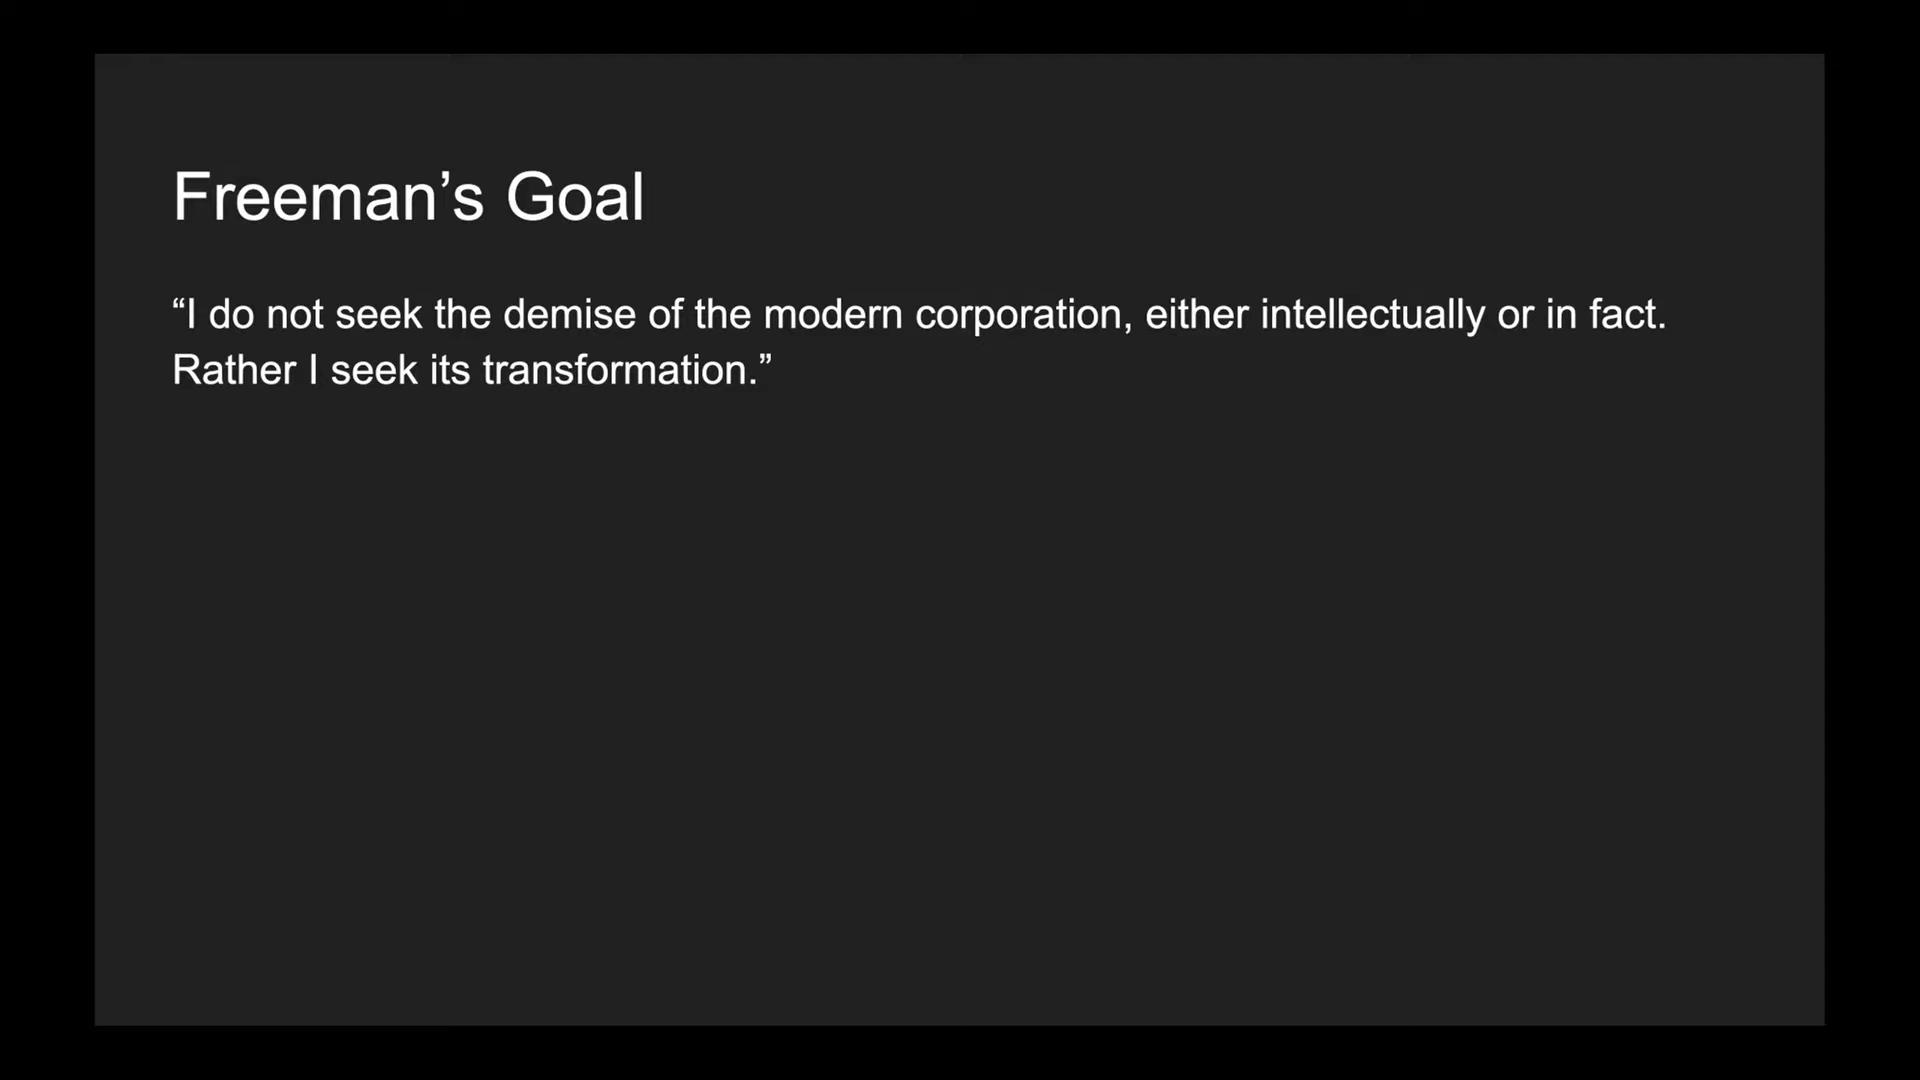 Freeman’s Goal
“I do not seek the demise of the modern corporation, either intellectually or in fact.
Rather I seek its transformation.”